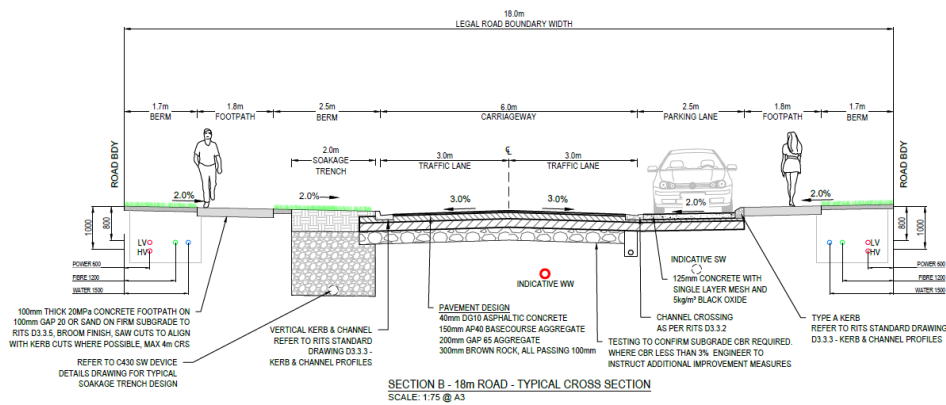 18.0m
LEGAL ROAD BOUNDARY WIDTH
1.7m
BERM
1.8m
FOOTPATH
2.5m
BERM
6.0m
CARRIAGEWAY
2.5m
PARKING LANE
1.8m
FOOTPATH
1.7m
BERM
ROAD BDY
2.0m
SOAKAGE
TRENCH
3.0m
TRAFFIC LANE
℄
3.0m
TRAFFIC LANE
ROAD BDY
2.0%
2.0%
3.0%
3.0%
2.0%
2.0%
1000
800
LV
HV
800
1000
LV
HV
POWER 600
FIBRE 1200
WATER 1500
POWER 600
FIBRE 1200
WATER 1500
INDICATIVE SW
INDICATIVE WW
125mm CONCRETE WITH
SINGLE LAYER MESH AND
5kg/m³ BLACK OXIDE
100mm THICK 20MPa CONCRETE FOOTPATH ON
100mm GAP 20 OR SAND ON FIRM SUBGRADE TO
RITS D3.3.5, BROOM FINISH, SAW CUTS TO ALIGN
WITH KERB CUTS WHERE POSSIBLE, MAX 4m CRS
REFER TO C430 SW DEVICE
DETAILS DRAWING FOR TYPICAL
SOAKAGE TRENCH DESIGN
VERTICAL KERB & CHANNEL
REFER TO RITS STANDARD
DRAWING D3.3.3 -
KERB & CHANNEL PROFILES
PAVEMENT DESIGN
40mm DG10 ASPHALTIC CONCRETE
150mm AP40 BASECOURSE AGGREGATE
200mm GAP 65 AGGREGATE
300mm BROWN ROCK, ALL PASSING 100mm
CHANNEL CROSSING
AS PER RITS D3.3.2
TESTING TO CONFIRM SUBGRADE CBR REQUIRED.
WHERE CBR LESS THAN 3% ENGINEER TO
INSTRUCT ADDITIONAL IMPROVEMENT MEASURES
TYPE A KERB
REFER TO RITS STANDARD DRAWING
D3.3.3 - KERB & CHANNEL PROFILES
SECTION B - 18m ROAD - TYPICAL CROSS SECTION
SCALE: 1:75 @ A3